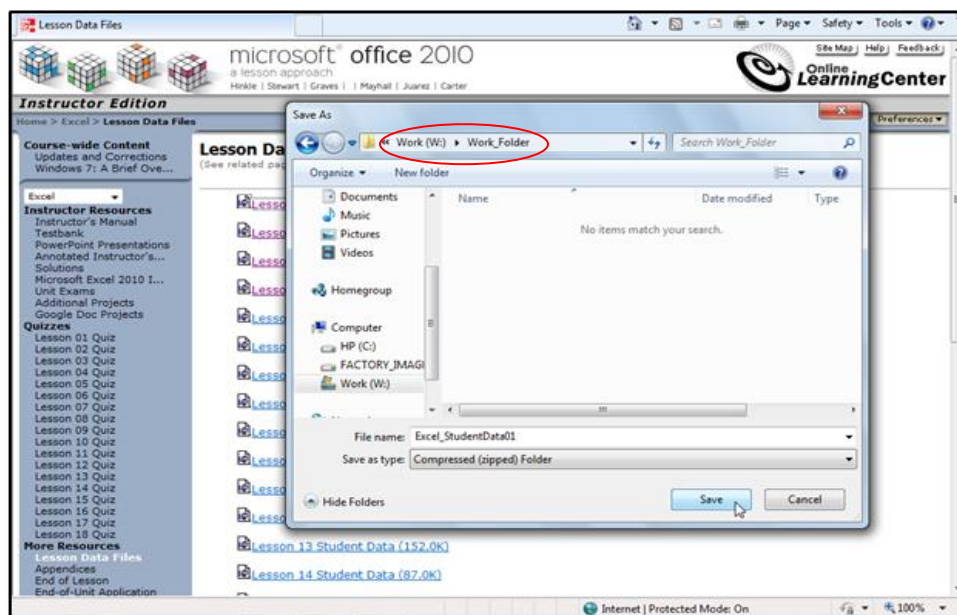 Lesson Data Files
Page Safety Tools
microsoft® office 2010
a lesson approach
Hinkle | Stewart | Graves | | Mayhall | Juarez | Carter
Site Map | Help | Feedback
Online
LearningCenter
Instructor Edition
Home > Excel > Lesson Data Files
Preferences
Course-wide Content
Updates and Corrections
Windows 7: A Brief Ove...
Excel
Instructor Resources
Instructor's Manual
Testbank
PowerPoint Presentations
Annotated Instructor's...
Solutions
Microsoft Excel 2010 I...
Unit Exams
Additional Projects
Google Doc Projects
Quizzes
Lesson 01 Quiz
Lesson 02 Quiz
Lesson 03 Quiz
Lesson 04 Quiz
Lesson 05 Quiz
Lesson 06 Quiz
Lesson 07 Quiz
Lesson 08 Quiz
Lesson 09 Quiz
Lesson 10 Quiz
Lesson 11 Quiz
Lesson 12 Quiz
Lesson 13 Quiz
Lesson 14 Quiz
Lesson 15 Quiz
Lesson 16 Quiz
Lesson 17 Quiz
Lesson 18 Quiz
More Resources
Lesson Data Files
Appendices
End of Lesson
End-of-Unit Application
Lesson Da
(See related pag
Lesso
Lesso
Lesso
Lesso
Lesso
Lesso
Lesso
Lesso
Lesso
Lesso
Lesso
Lesso
Lesson 13 Student Data (152.0K)
Lesson 14 Student Data (87.0K)
Save As
« Work (W:) Work_Folder
Search Work_Folder
Organize New folder
Documents
Music
Pictures
Videos
Homegroup
Computer
HP (C:)
FACTORY_IMAGI
Work (W:)
Name Date modified Type
No items match your search.
File name: Excel_StudentData01
Save as type: Compressed (zipped) Folder
Hide Folders
Save
Cancel
Internet | Protected Mode: On
100%